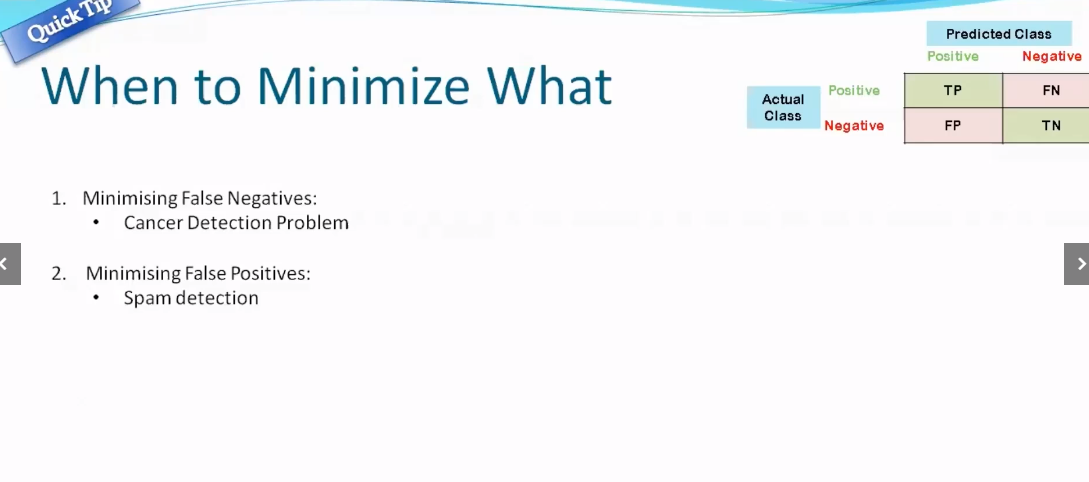 Quick Tip
When to Minimize What
Predicted Class
Positive Negative
Actual Class
Positive TP FN
Negative FP TN
1. Minimising False Negatives:
• Cancer Detection Problem
2. Minimising False Positives:
• Spam detection